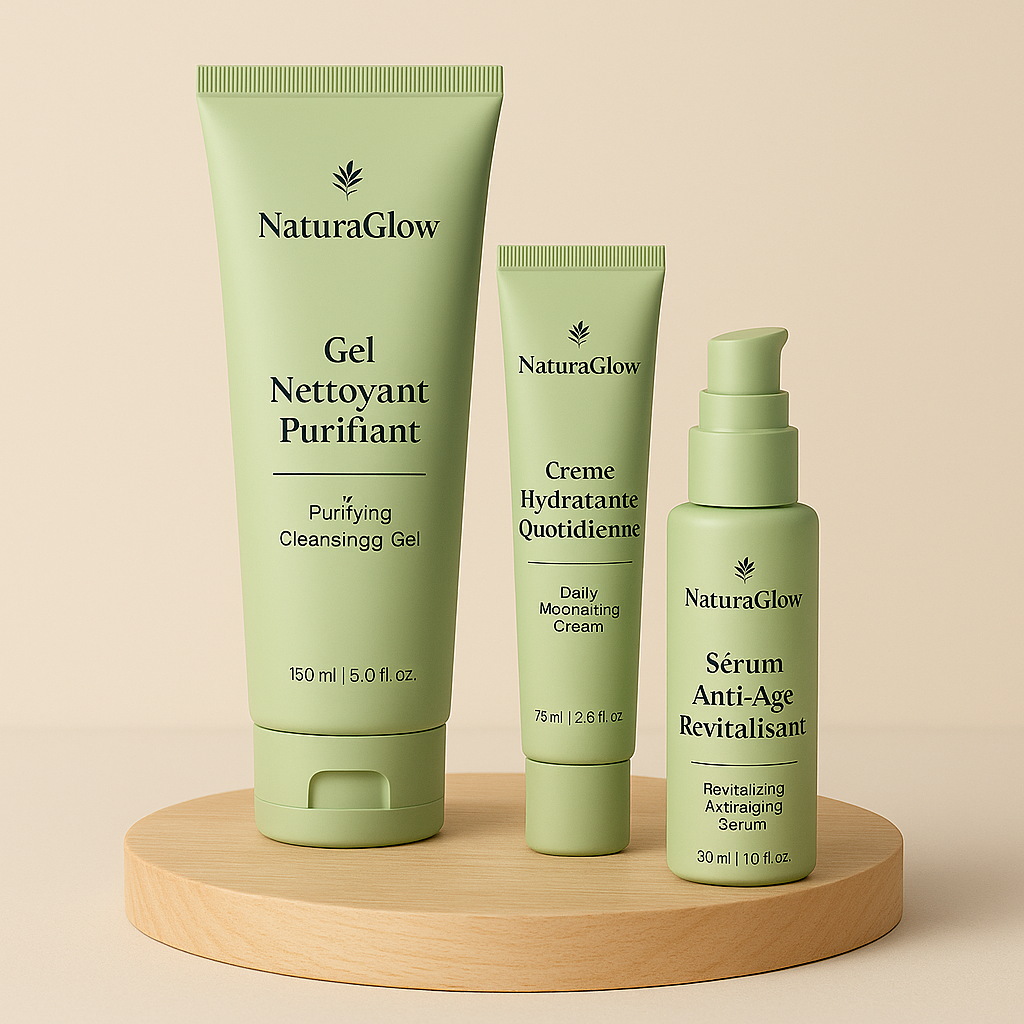 NaturaGlow
Gel
Nettoyant
Purifiant
Purifying
Cleansingg Gel
150 ml | 5.0 fl. oz.
NaturaGlow
Creme
Hydratante
Quotidienne
Daily
Moonaiting
Cream
75 ml | 2.6 fl. oz
NaturaGlow
Sérum
Anti-Age
Revitalisant
Revitalizing
Axtiraiging
Serum
30 ml | 10 fl. oz.